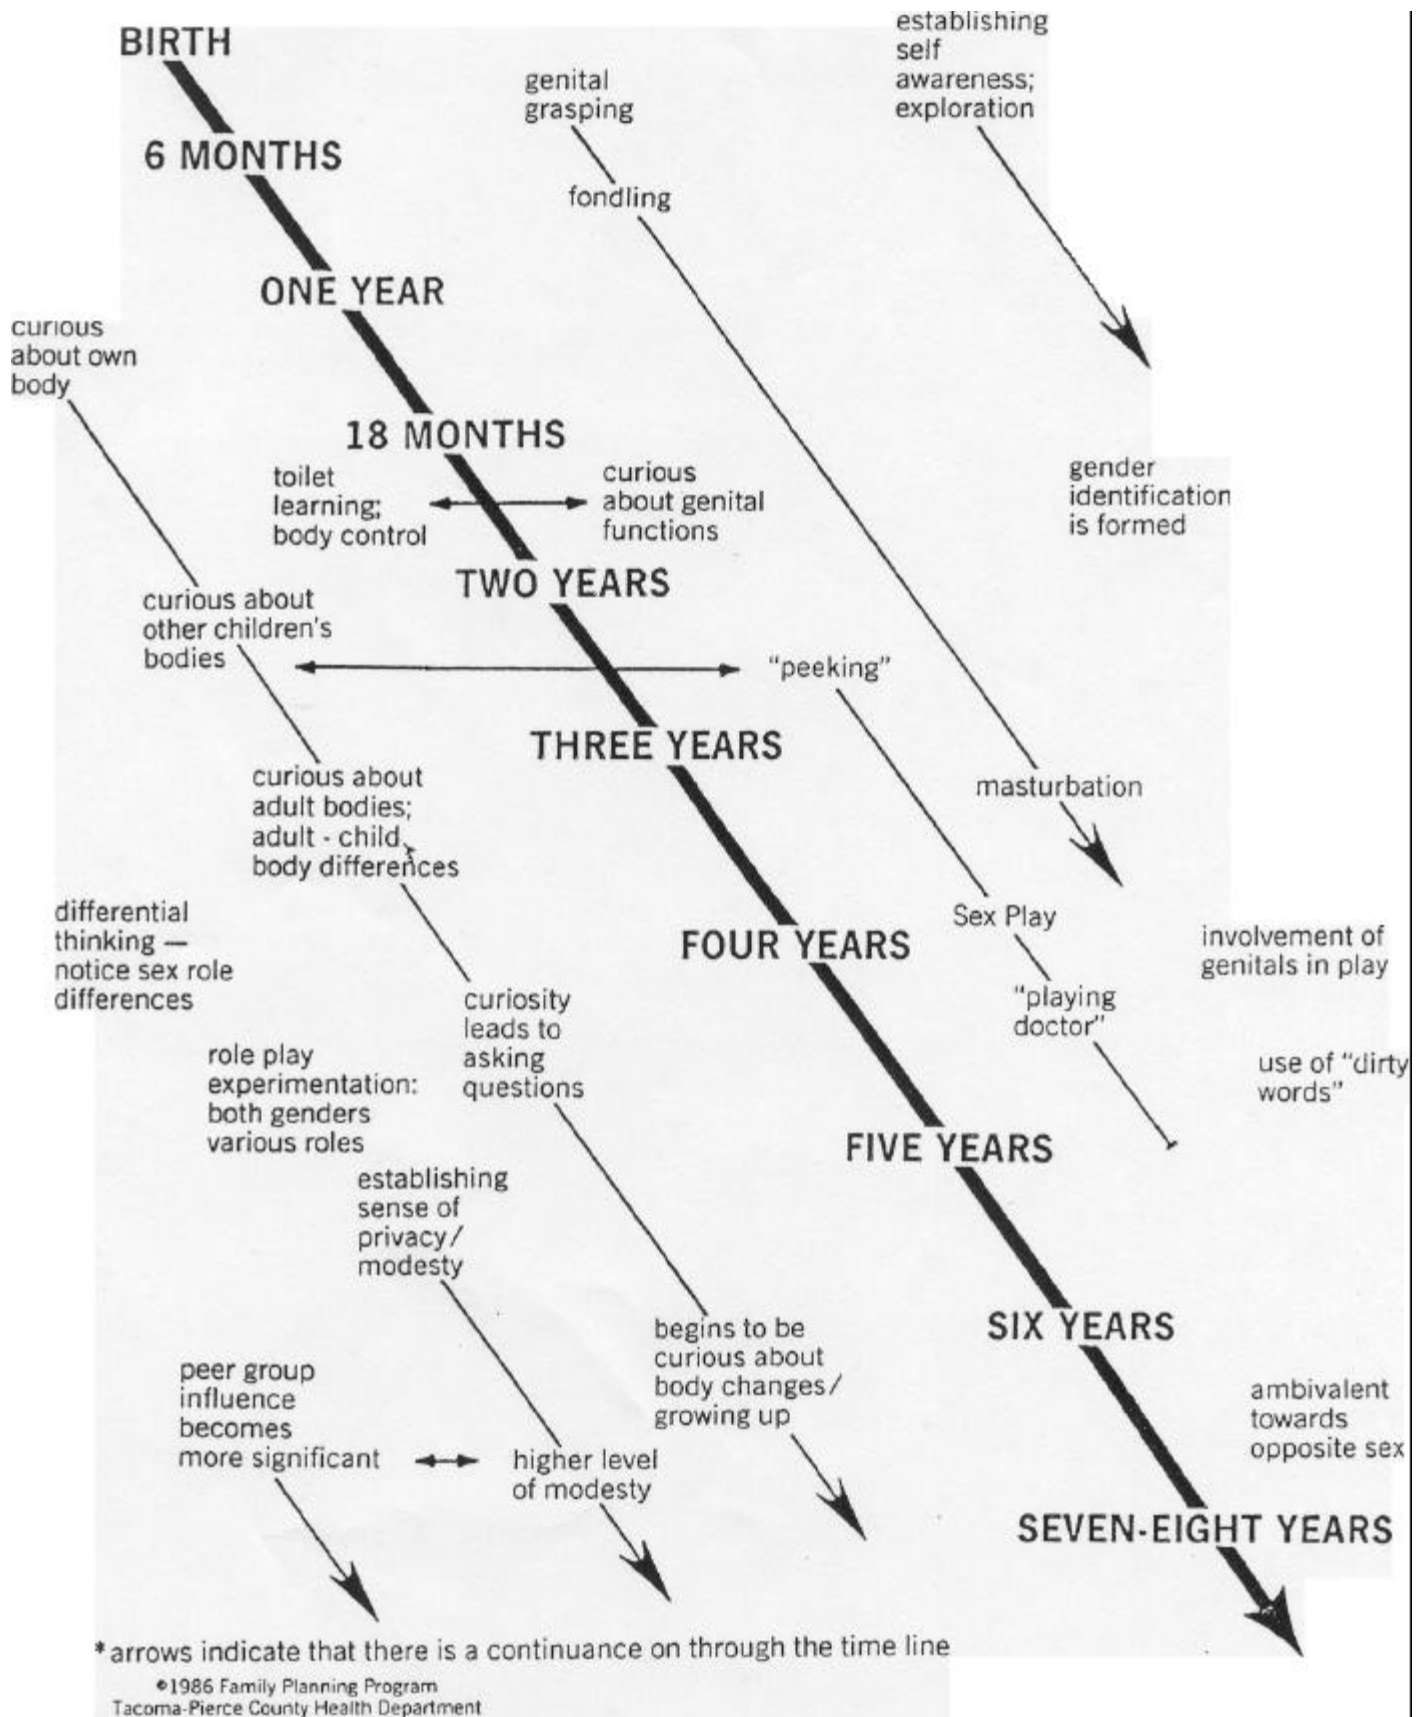 BIRTH
establishing
self
awareness;
exploration
genital
grasping
6 MONTHS
fondling
ONE YEAR
curious
about own
body
18 MONTHS
toilet
learning;
body control
curious
about genital
functions
gender
identification
is formed
TWO YEARS
curious about
other children's
bodies
"peeking"
THREE YEARS
curious about
adult bodies;
adult - child
body differences
masturbation
differential
thinking —
notice sex role
differences
FOUR YEARS
Sex Play
involvement of
genitals in play
curiosity
leads to
asking
questions
"playing
doctor"
role play
experimentation:
both genders
various roles
use of "dirty
words"
FIVE YEARS
establishing
sense of
privacy/
modesty
SIX YEARS
begins to be
curious about
body changes/
growing up
peer group
influence
becomes
more significant
higher level
of modesty
ambivalent
towards
opposite sex
SEVEN-EIGHT YEARS
*arrows indicate that there is a continuance on through the time line
©1986 Family Planning Program
Tacoma-Pierce County Health Department